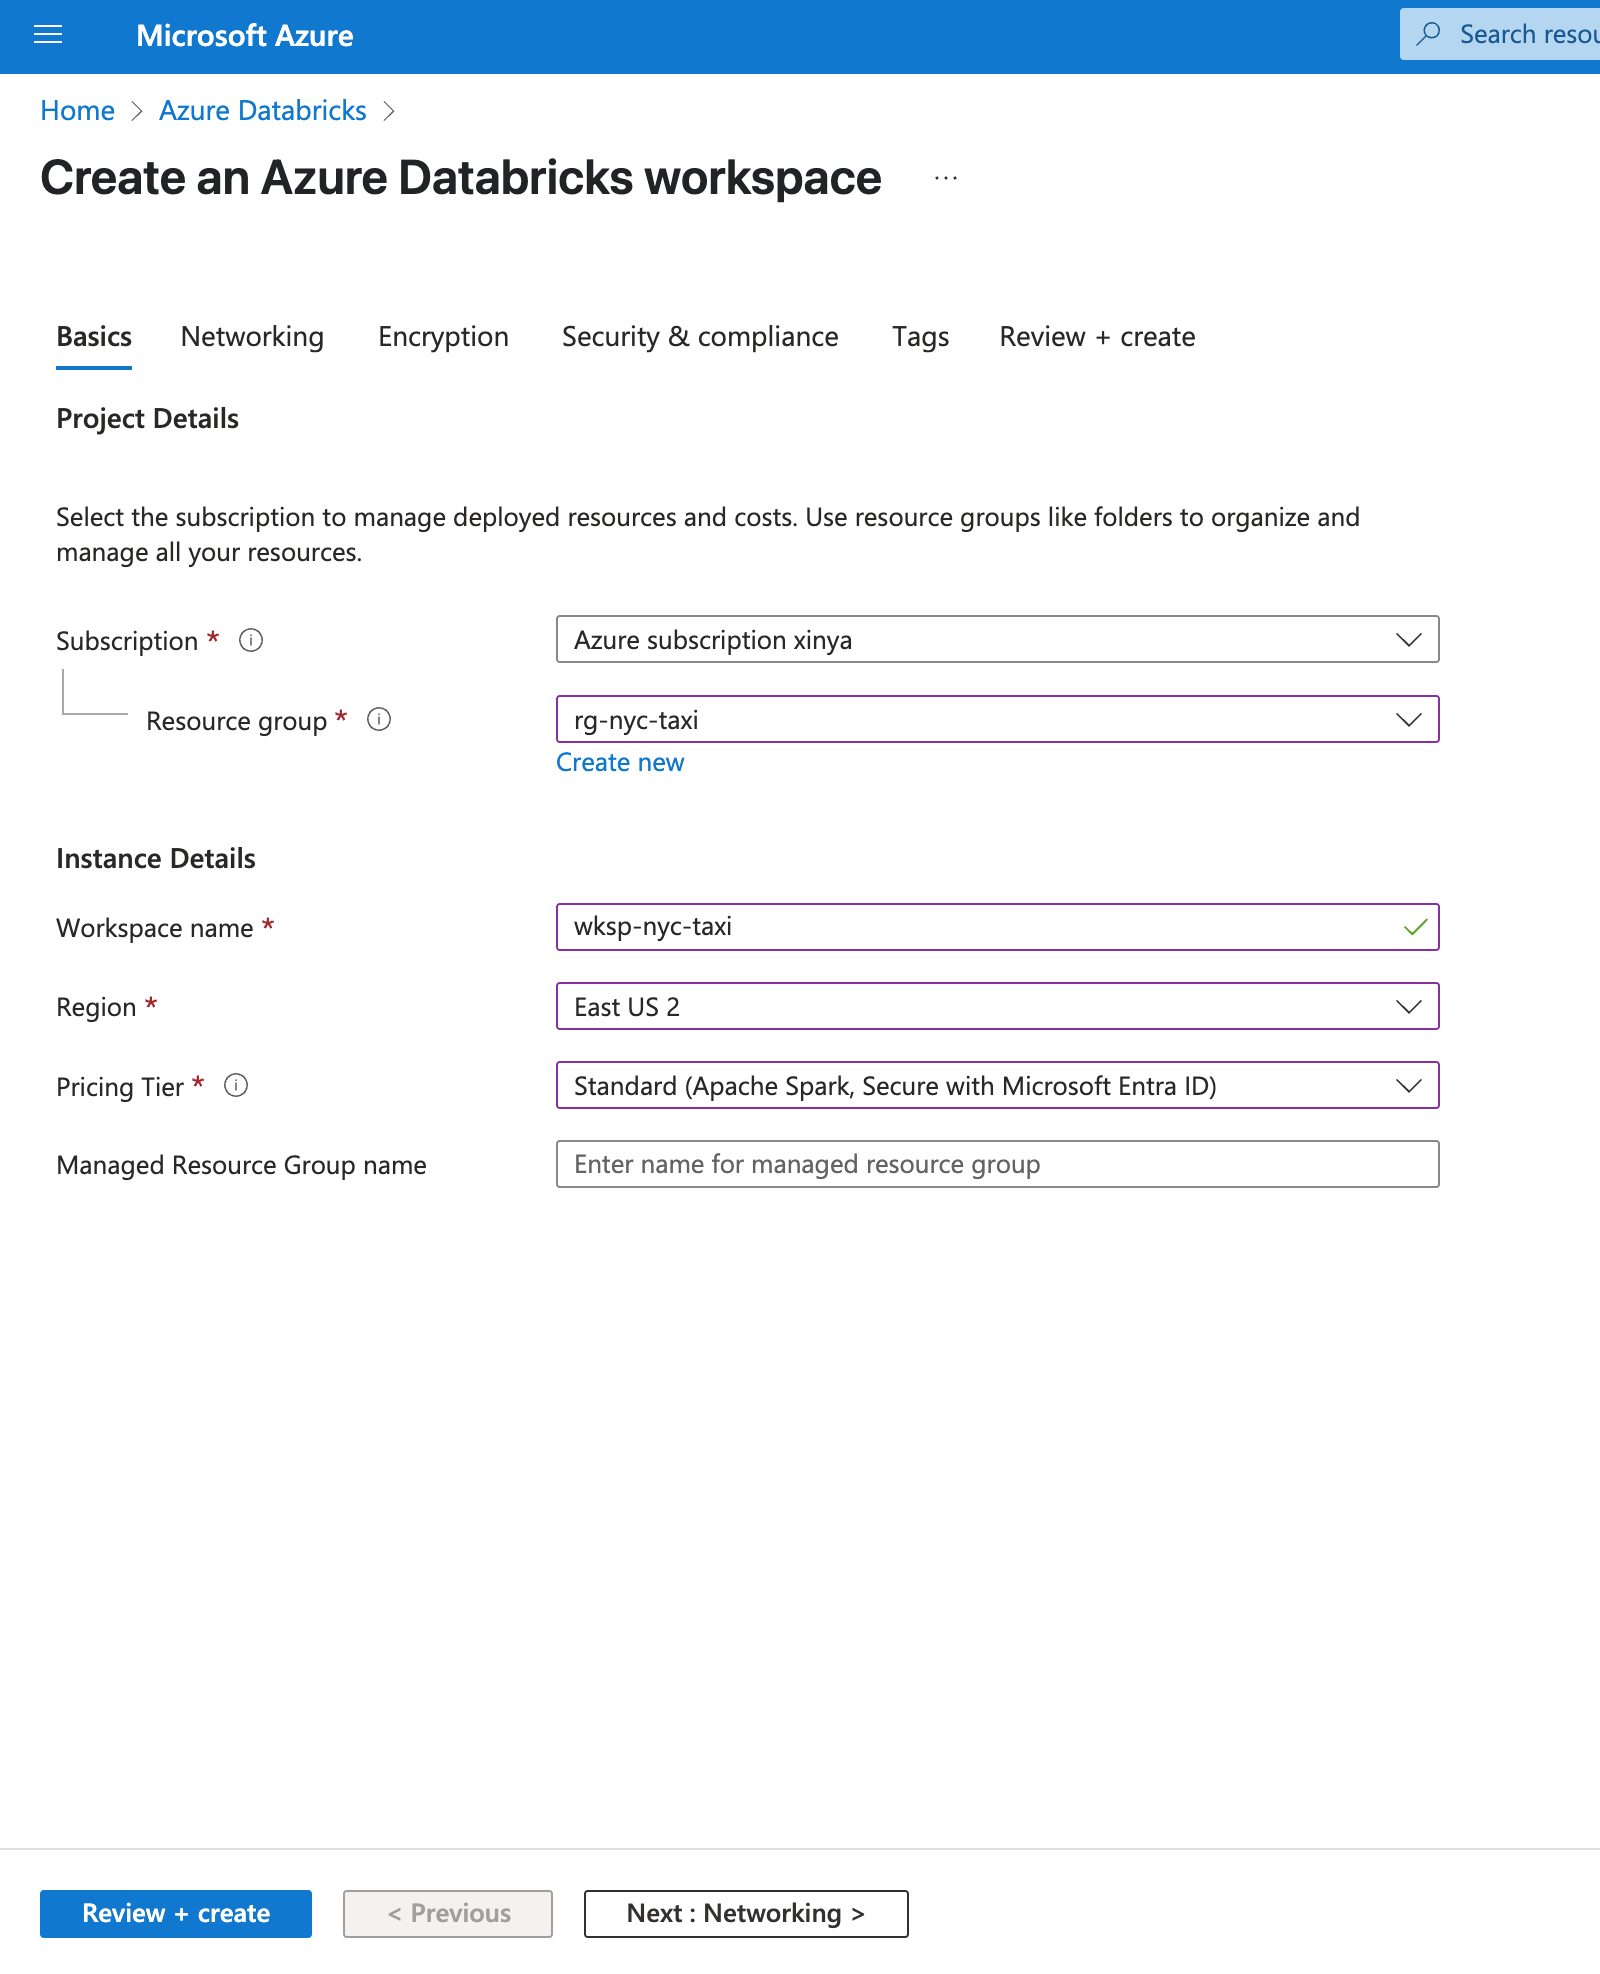 Microsoft Azure
Search resou
Home > Azure Databricks >
Create an Azure Databricks workspace ...
Basics Networking Encryption Security & compliance Tags Review + create
Project Details
Select the subscription to manage deployed resources and costs. Use resource groups like folders to organize and
manage all your resources.
Subscription * Azure subscription xinya
Resource group * rg-nyc-taxi
Create new
Instance Details
Workspace name * wksp-nyc-taxi
Region * East US 2
Pricing Tier * Standard (Apache Spark, Secure with Microsoft Entra ID)
Managed Resource Group name Enter name for managed resource group
Review + create < Previous Next : Networking >